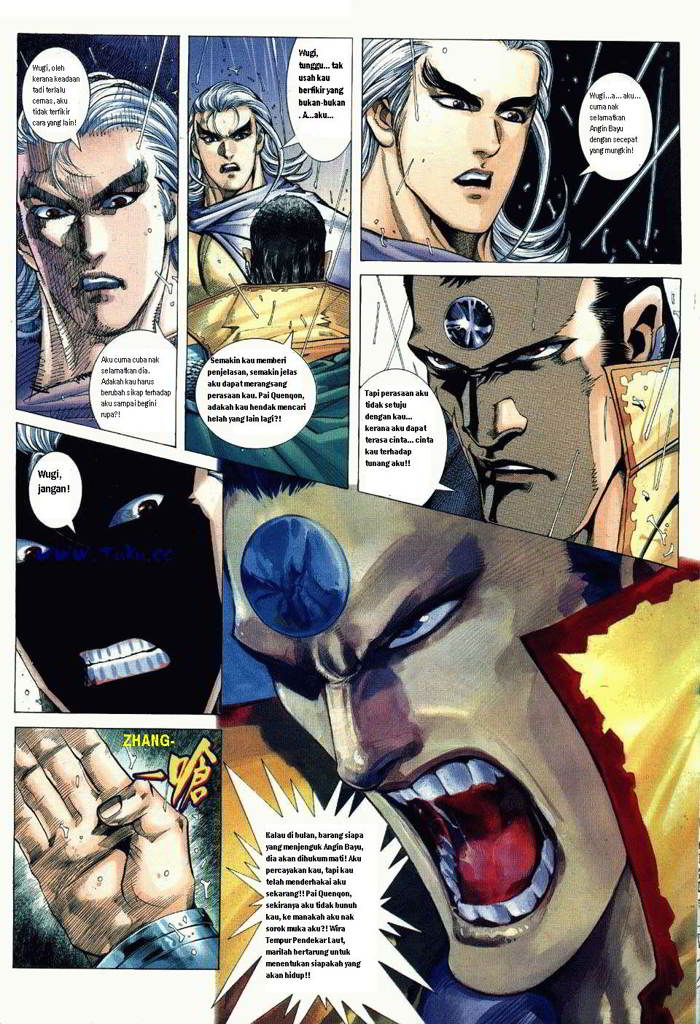 Wugi, oleh
kerana keadaan
tadi terlalu
cemas, aku
tidak terfikir
cara yang lain!
Aku cuma cuba nak
selamatkan dia.
Adakah kau harus
berubah sikap terhadap
aku sampai begini
rupa?!
Wugi,
tunggu... tak
usah kau
berfikir yang
bukan-bukan
. A...aku...
Semakin kau memberi
penjelasan, semakin jelas
aku dapat merangsang
perasaan kau. Pai Quenqon,
adakah kau hendak mencari
helah yang lain lagi?!
Wugi...a... aku...
cuma nak
selamatkan
Angin Bayu
dengan secepat
yang mungkin!
Tapi perasaan aku
tidak setuju
dengan kau...
kerana aku dapat
terasa cinta... cinta
kau terhadap
tunang aku!!
Wugi,
jangan!
www.Tuku.cc
ZHANG-
嗆
Kalau di bulan, barang siapa
yang menjenguk Angin Bayu,
dia akan dihukum mati! Aku
percayakan kau, tapi kau
telah menderhakai aku
sekarang!! Pai Quenqon,
sekiranya aku tidak bunuh
kau, ke manakah aku nak
sorok muka aku?! Wira
Tempur Pendekar Laut,
marilah bertarung untuk
menentukan siapakah yang
akan hidup!!